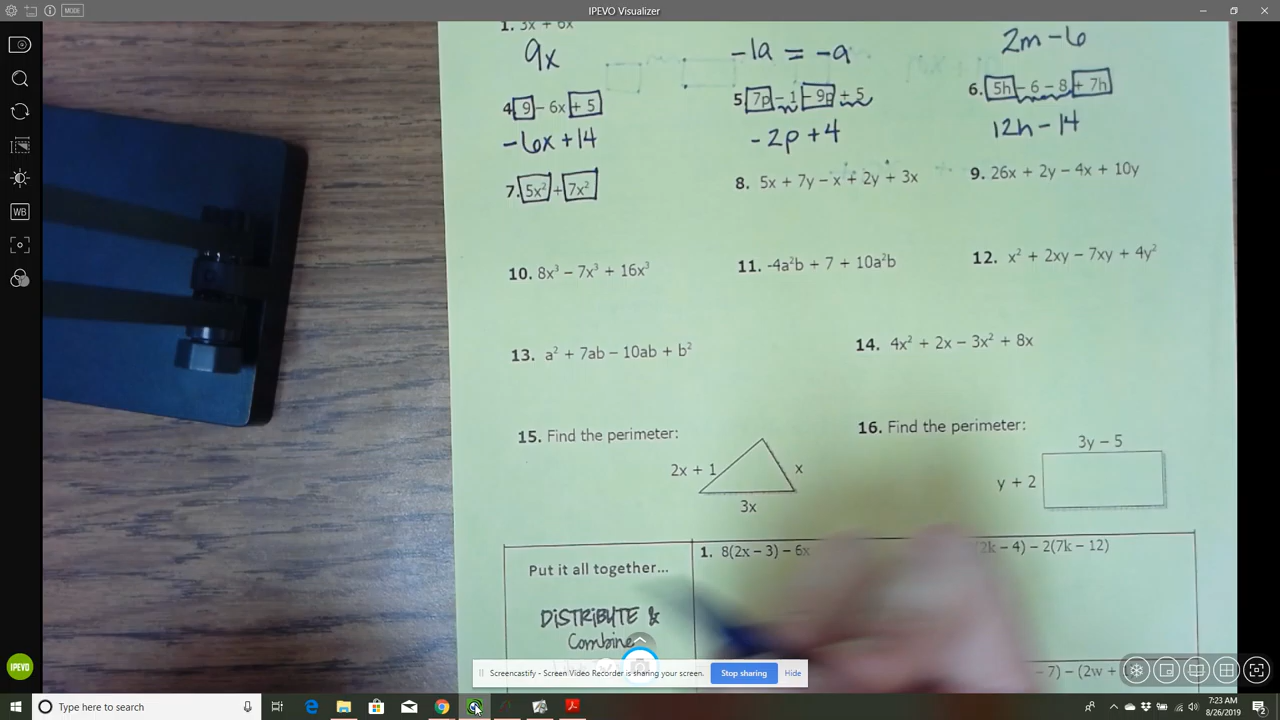 IPEVO Visualizer
MODE
1. 3x + 6x
9x
-1a = -a
2m - 6
4. 9 - 6x + 5
-6x + 14
5. 7p - 1 - 9p + 5
-2p + 4
6. 5h - 6 - 8 + 7h
12h - 14
7. 5x² + 7x²
8. 5x + 7y - x + 2y + 3x
9. 26x + 2y - 4x + 10y
10. 8x³ - 7x³ + 16x³
11. -4a²b + 7 + 10a²b
12. x² + 2xy - 7xy + 4y²
13. a² + 7ab - 10ab + b²
14. 4x² + 2x - 3x² + 8x
15. Find the perimeter:
2x + 1
x
3x
16. Find the perimeter:
3y - 5
y + 2
Put it all together...
DiSTRiBUTE &
Combine
1. 8(2x - 3) - 6x
(2k - 4) - 2(7k - 12)
- 7) - (2w +
WB
IPEVO
Screencastify - Screen Video Recorder is sharing your screen.
Stop sharing
Hide
Type here to search
7:23 AM
8/26/2019
2